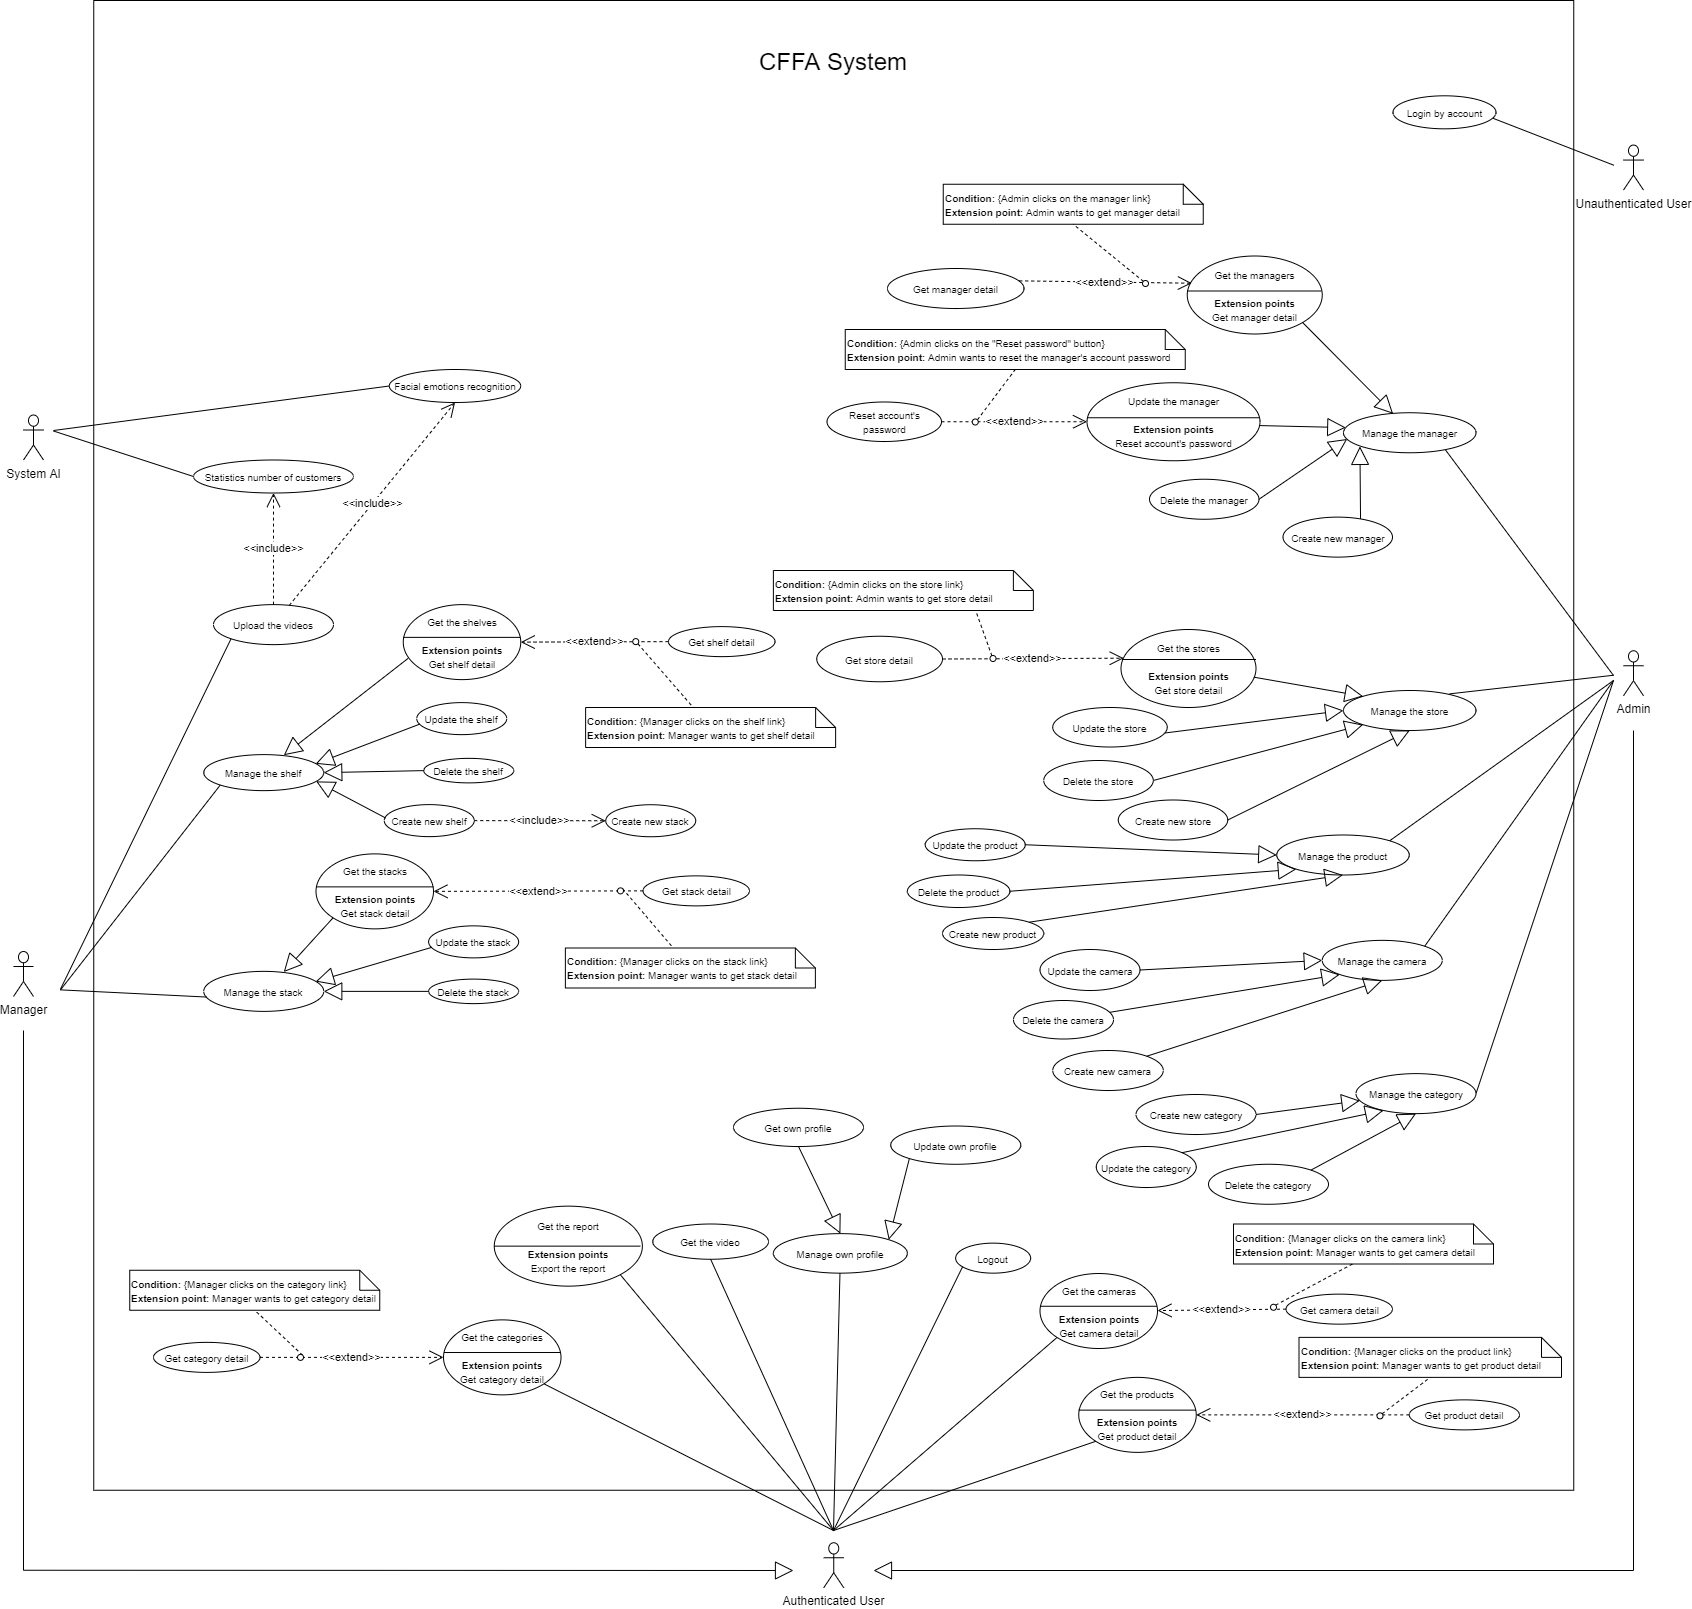 CFFA System
Login by account
Unauthenticated User
Condition: {Admin clicks on the manager link}
Extension point: Admin wants to get manager detail
Get manager detail
<<extend>>
Get the managers
Extension points
Get manager detail
Condition: {Admin clicks on the "Reset password" button}
Extension point: Admin wants to reset the manager's account password
Reset account's
password
<<extend>>
Update the manager
Extension points
Reset account's password
Manage the manager
Delete the manager
Create new manager
Facial emotions recognition
System AI
Statistics number of customers
<<include>>
<<include>>
Upload the videos
Get the shelves
Extension points
Get shelf detail
<<extend>>
Get shelf detail
Condition: {Manager clicks on the shelf link}
Extension point: Manager wants to get shelf detail
Update the shelf
Manage the shelf
Delete the shelf
Create new shelf
<<include>>
Create new stack
Get the stacks
Extension points
Get stack detail
<<extend>>
Get stack detail
Condition: {Manager clicks on the stack link}
Extension point: Manager wants to get stack detail
Update the stack
Manage the stack
Delete the stack
Manager
Condition: {Admin clicks on the store link}
Extension point: Admin wants to get store detail
Get store detail
<<extend>>
Get the stores
Extension points
Get store detail
Manage the store
Admin
Update the store
Delete the store
Create new store
Update the product
Manage the product
Delete the product
Create new product
Manage the camera
Update the camera
Delete the camera
Create new camera
Manage the category
Create new category
Update the category
Delete the category
Get own profile
Update own profile
Get the report
Extension points
Export the report
Get the video
Manage own profile
Logout
Condition: {Manager clicks on the category link}
Extension point: Manager wants to get category detail
Get category detail
<<extend>>
Get the categories
Extension points
Get category detail
Condition: {Manager clicks on the camera link}
Extension point: Manager wants to get camera detail
Get the cameras
Extension points
Get camera detail
<<extend>>
Get camera detail
Condition: {Manager clicks on the product link}
Extension point: Manager wants to get product detail
Get the products
Extension points
Get product detail
<<extend>>
Get product detail
Authenticated User